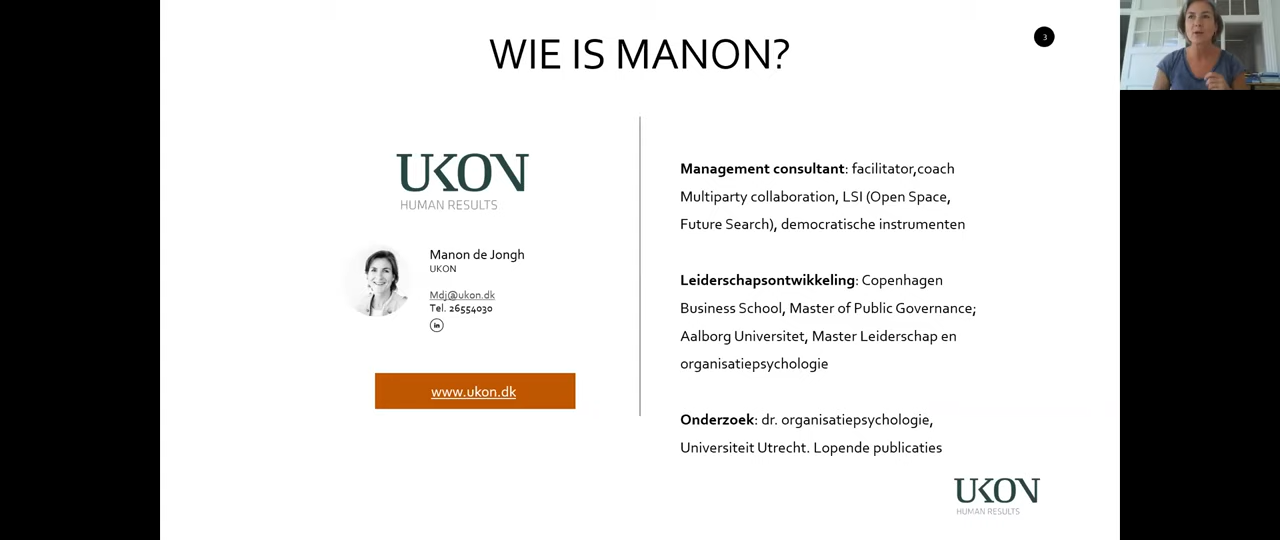 WIE IS MANON?
3
UKON
HUMAN RESULTS
Manon de Jongh
UKON
Mdj@ukon.dk
Tel. 26554030
in
www.ukon.dk
Management consultant: facilitator,coach
Multiparty collaboration, LSI (Open Space,
Future Search), democratische instrumenten
Leiderschapsontwikkeling: Copenhagen
Business School, Master of Public Governance;
Aalborg Universitet, Master Leiderschap en
organisatiepsychologie
Onderzoek: dr. organisatiepsychologie,
Universiteit Utrecht. Lopende publicaties
UKON
HUMAN RESULTS